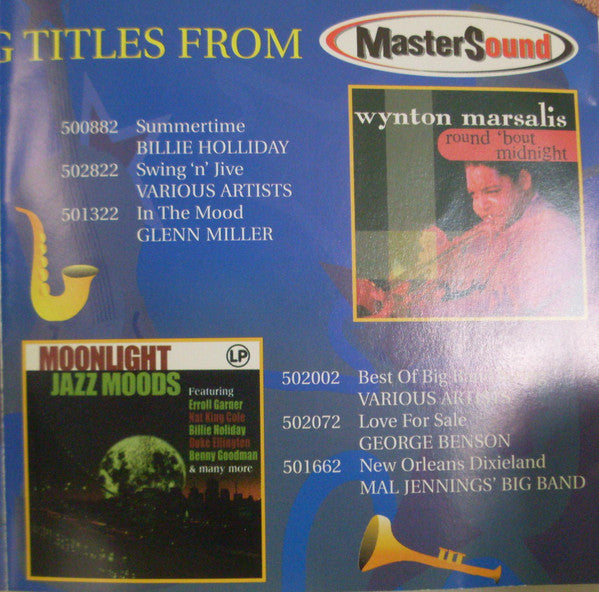 G TITLES FROM MasterSound
500882 Summertime
BILLIE HOLLIDAY
502822 Swing 'n' Jive
VARIOUS ARTISTS
501322 In The Mood
GLENN MILLER
wynton marsalis
round 'bout
midnight
MOONLIGHT
JAZZ MOODS
LP
Featuring
Erroll Garner
Nat King Cole
Billie Holiday
Duke Ellington
Benny Goodman
& many more
502002 Best Of Big
VARIOUS ARTISTS
502072 Love For Sale
GEORGE BENSON
501662 New Orleans Dixieland
MAL JENNINGS' BIG BAND